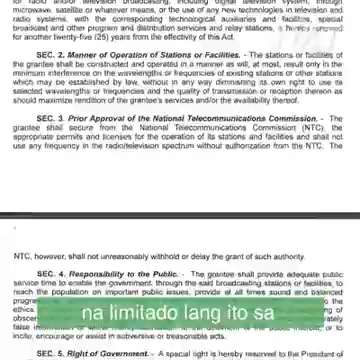 for radio and/or television broadcasting, including digital television system, through
microwave, satellite or whatever means, or the use of any new technologies in television and
radio systems, with the corresponding technological auxiliaries and facilities, special
broadcast and other program and distribution services and relay stations, is hereby renewed
for another twenty-five (25) years from the effectivity of this Act.
SEC. 2. Manner of Operation of Stations or Facilities. - The stations or facilities of
the grantee shall be constructed and operated in a manner as will, at most, result only in the
minimum interference on the wavelengths or frequencies of existing stations or other stations
which may be established by law, without in any way diminishing its own right to use its
selected wavelengths or frequencies and the quality of transmission or reception thereon as
should maximize rendition of the grantee's services and/or the availability thereof.
SEC. 3. Prior Approval of the National Telecommunications Commission. - The
grantee shall secure from the National Telecommunications Commission (NTC), the
appropriate permits and licenses for the operation of its stations and facilities and shall not
use any frequency in the radio/television spectrum without authorization from the NTC. The
NTC, however, shall not unreasonably withhold or delay the grant of such authority.
SEC. 4. Responsibility to the Public. - The grantee shall provide adequate public
service time to enable the government, through the said broadcasting stations or facilities, to
reach the population on important public issues, provide at all times sound and balanced
na limitado lang ito sa
incite, encourage or assist in subversive or treasonable acts.
SEC. 5. Right of Government. - A special right is hereby reserved to the President of